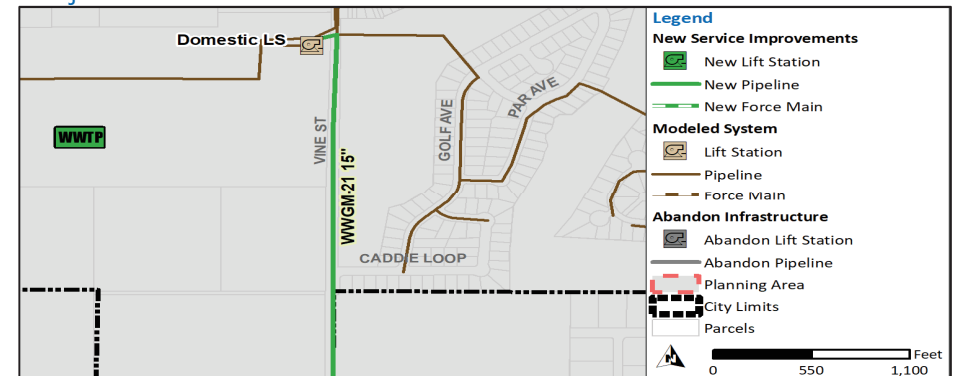 Domestic LS
WWTP
VINE ST
WWGM-21 15"
GOLF AVE
PAR AVE
CADDIE LOOP
Legend
New Service Improvements
New Lift Station
New Pipeline
New Force Main
Modeled System
Lift Station
Pipeline
Force Main
Abandon Infrastructure
Abandon Lift Station
Abandon Pipeline
Planning Area
City Limits
Parcels
N
Feet
0 550 1,100